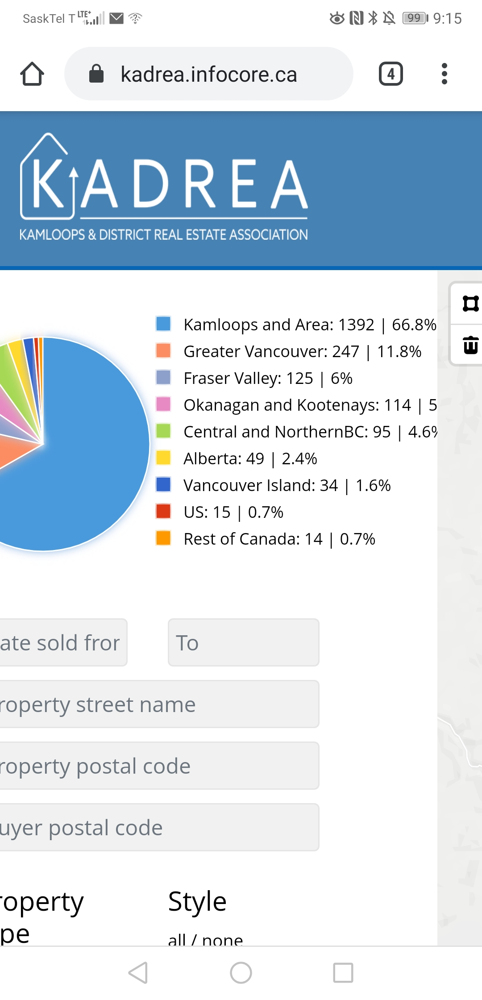 SaskTel T LTE+ 99 9:15
kadrea.infocore.ca 4
KADREA
KAMLOOPS & DISTRICT REAL ESTATE ASSOCIATION
Kamloops and Area: 1392 | 66.8%
Greater Vancouver: 247 | 11.8%
Fraser Valley: 125 | 6%
Okanagan and Kootenays: 114 | 5
Central and NorthernBC: 95 | 4.6%
Alberta: 49 | 2.4%
Vancouver Island: 34 | 1.6%
US: 15 | 0.7%
Rest of Canada: 14 | 0.7%
ate sold fror To
roperty street name
roperty postal code
uyer postal code
roperty Style
pe
all / none